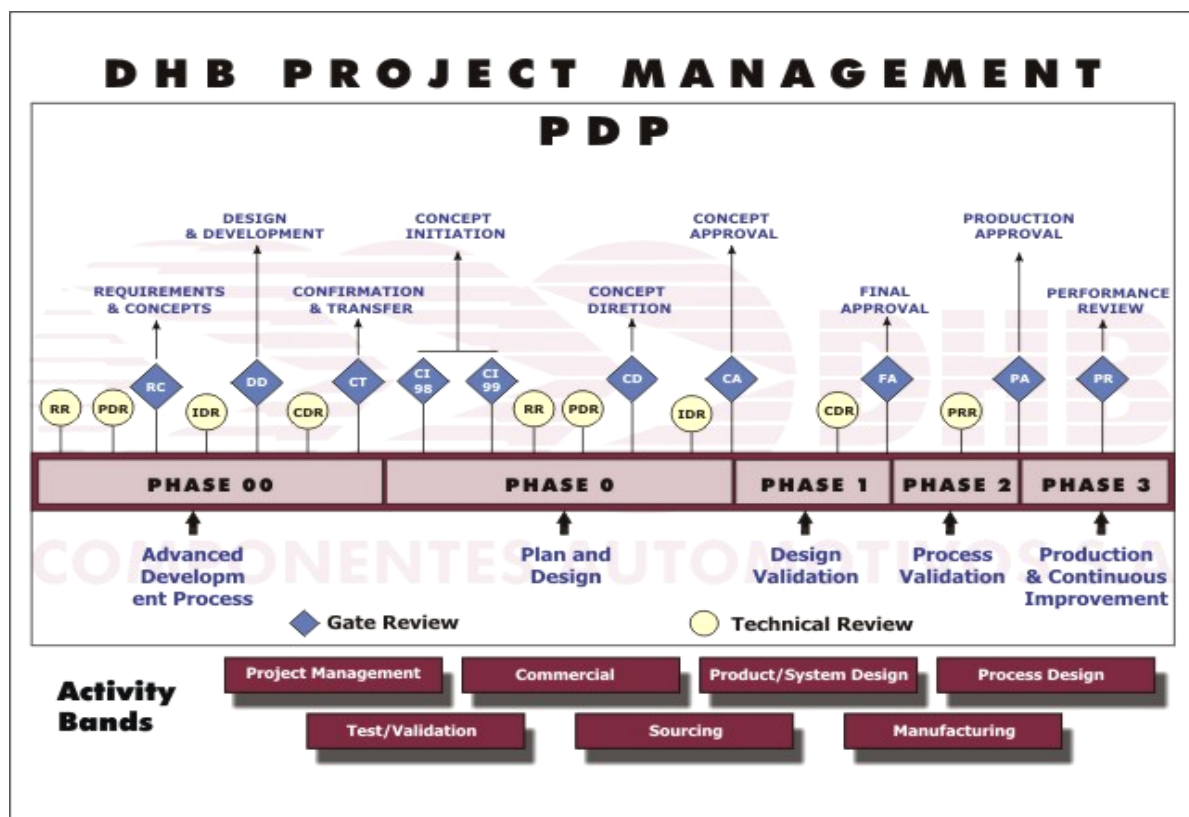 DHB PROJECT MANAGEMENT
PDP
DESIGN
& DEVELOPMENT
CONCEPT
INITIATION
CONCEPT
APPROVAL
PRODUCTION
APPROVAL
REQUIREMENTS
& CONCEPTS
CONFIRMATION
& TRANSFER
CONCEPT
DIRETION
FINAL
APPROVAL
PERFORMANCE
REVIEW
DHB
RR
PDR
RC
IDR
DD
CDR
CT
CI
98
CI
99
RR
PDR
CD
IDR
CA
CDR
FA
PRR
PA
PR
PHASE 00
PHASE 0
PHASE 1
PHASE 2
PHASE 3
COMPONENTES AUTOMOTIVOS SA
Advanced
Developm
ent Process
Plan and
Design
Design
Validation
Process
Validation
Production
& Continuous
Improvement
Gate Review
Technical Review
Activity
Bands
Project Management
Commercial
Product/System Design
Process Design
Test/Validation
Sourcing
Manufacturing